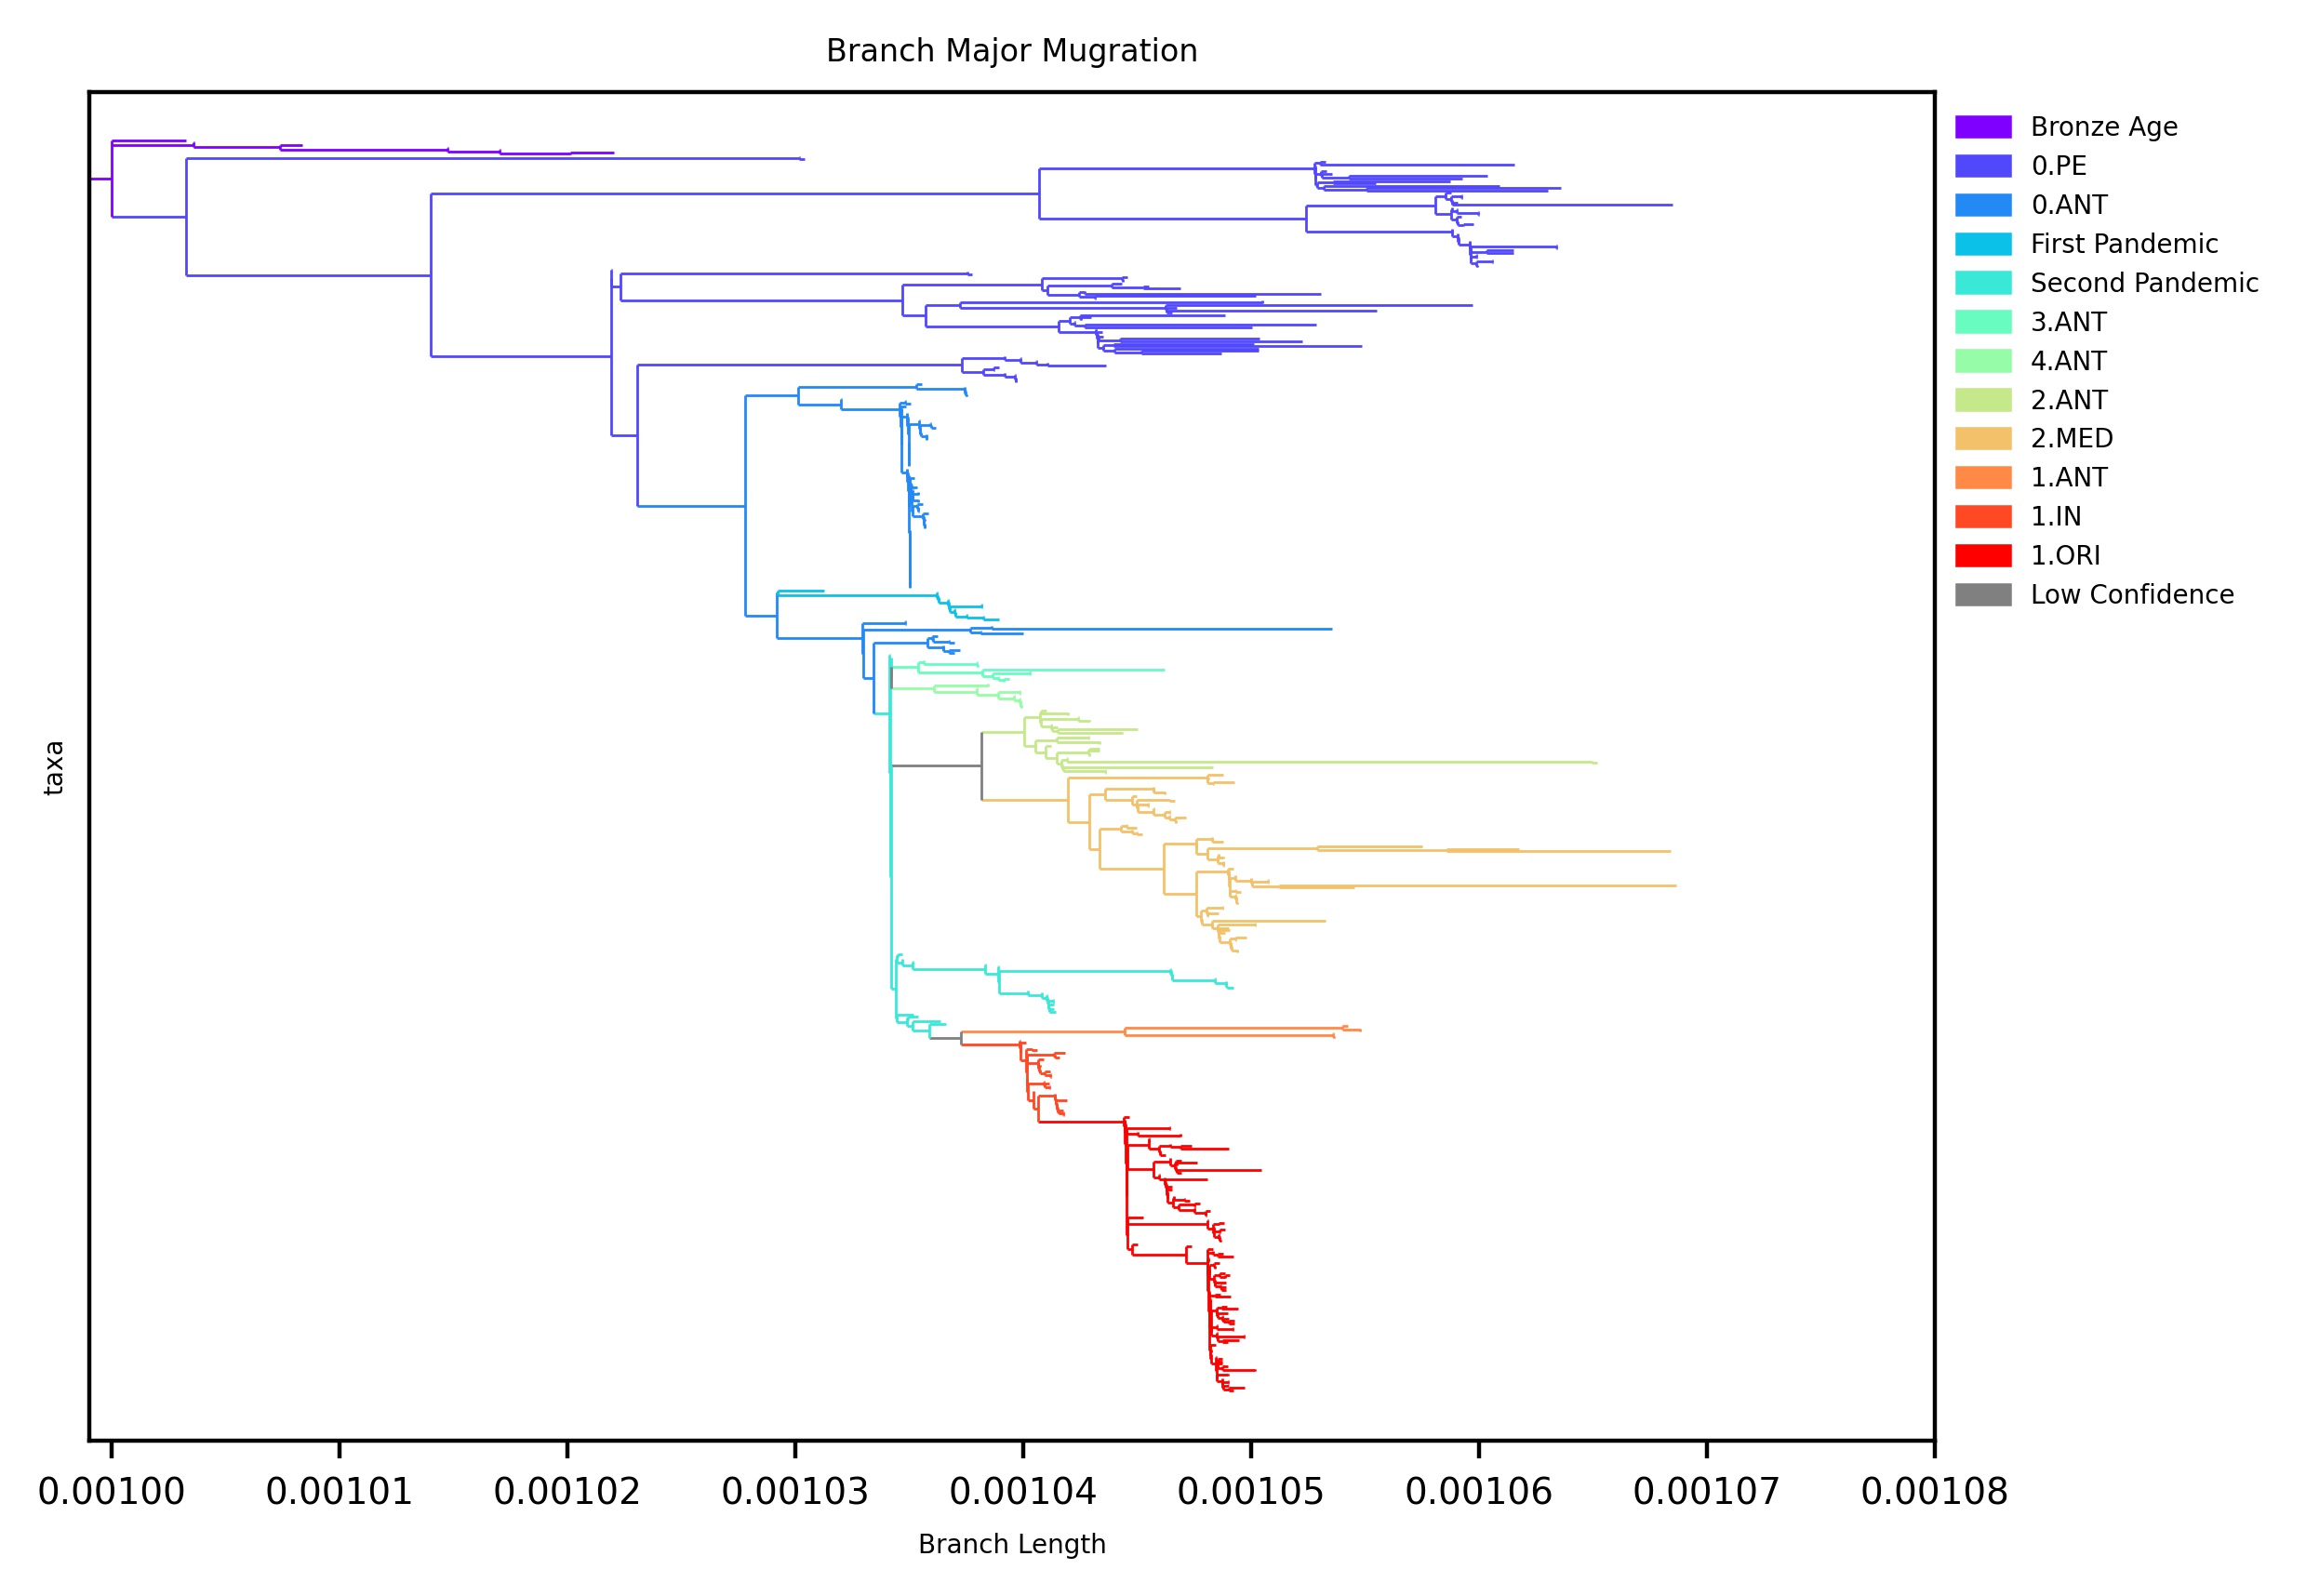 Branch Major Mugration
Bronze Age
0.PE
0.ANT
First Pandemic
Second Pandemic
3.ANT
4.ANT
2.ANT
2.MED
1.ANT
1.IN
1.ORI
Low Confidence
taxa
0.00100 0.00101 0.00102 0.00103 0.00104 0.00105 0.00106 0.00107 0.00108
Branch Length